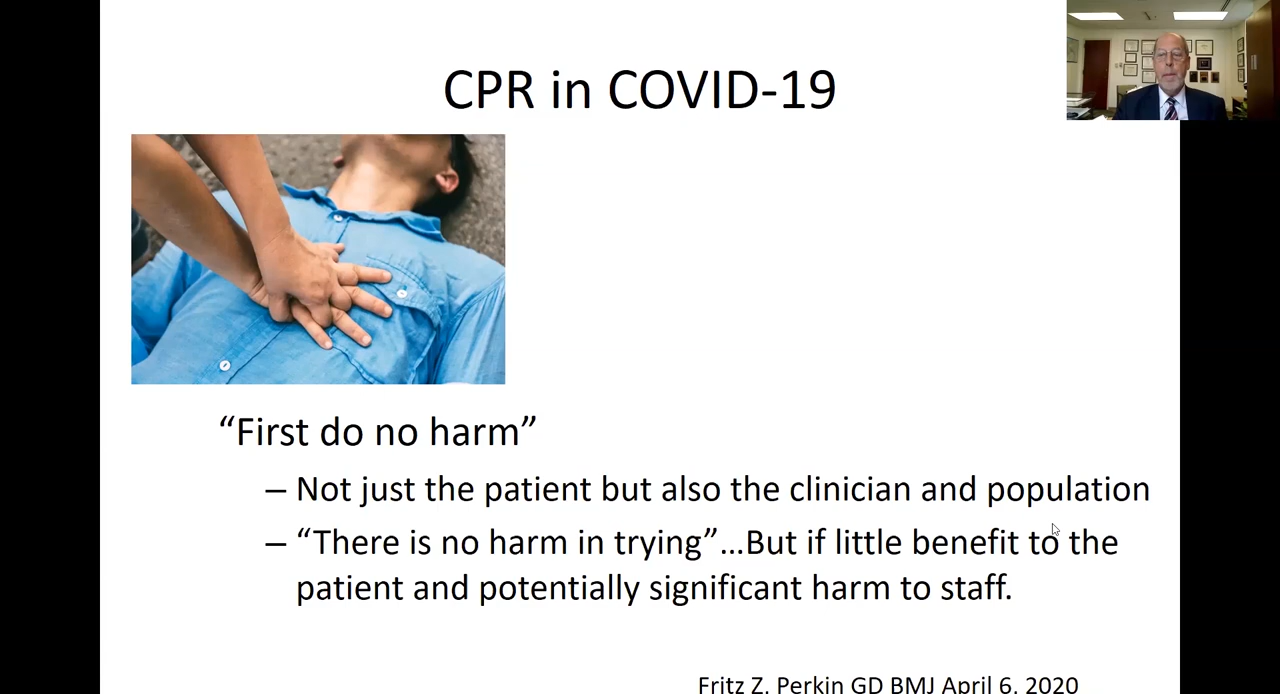 CPR in COVID-19
“First do no harm”
– Not just the patient but also the clinician and population
– “There is no harm in trying”...But if little benefit to the
patient and potentially significant harm to staff.
Fritz Z, Perkin GD BMJ April 6, 2020